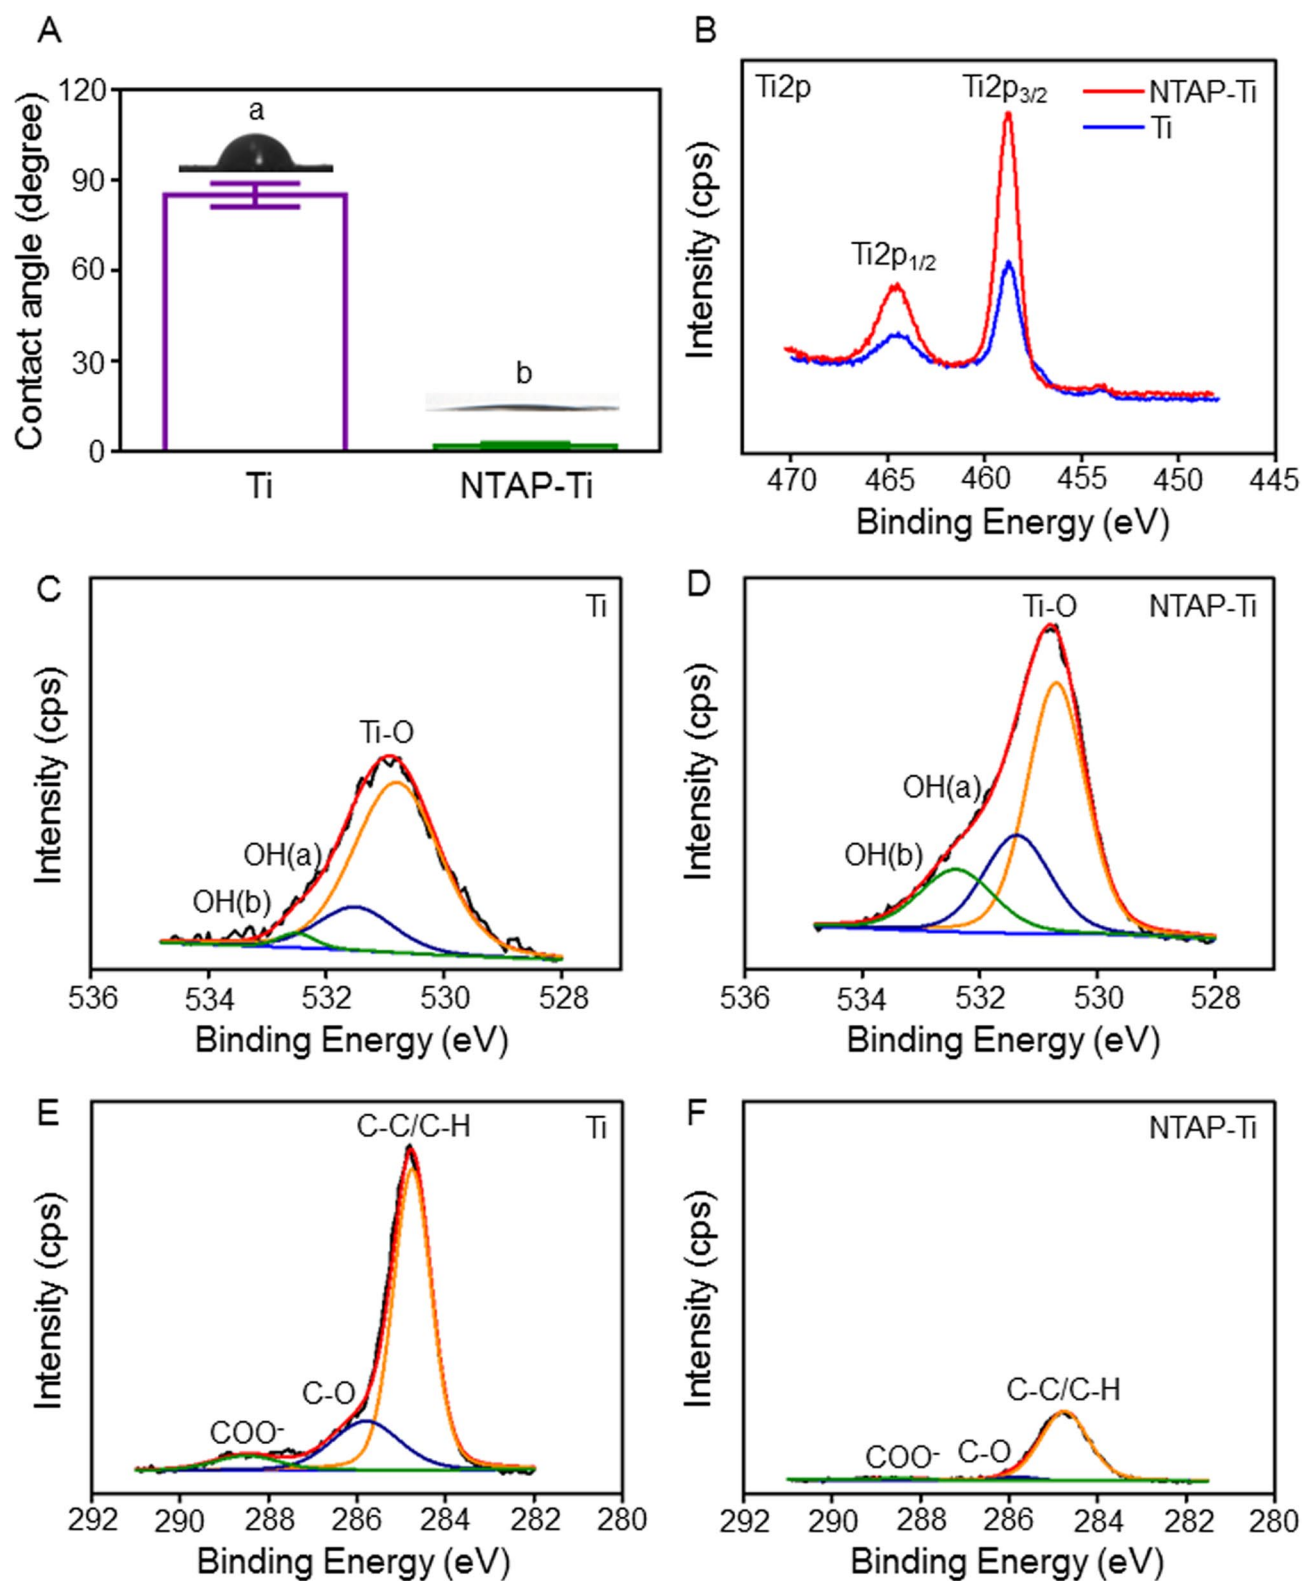 A
Contact angle (degree)
120
90
60
30
0
a
b
Ti
NTAP-Ti
B
Intensity (cps)
Ti2p
Ti2p3/2
Ti2p1/2
NTAP-Ti
Ti
470 465 460 455 450 445
Binding Energy (eV)
C
Ti
Intensity (cps)
Ti-O
OH(a)
OH(b)
536 534 532 530 528
Binding Energy (eV)
D
NTAP-Ti
Intensity (cps)
Ti-O
OH(a)
OH(b)
536 534 532 530 528
Binding Energy (eV)
E
Ti
Intensity (cps)
C-C/C-H
C-O
COO-
292 290 288 286 284 282 280
Binding Energy (eV)
F
NTAP-Ti
Intensity (cps)
C-C/C-H
C-O
COO-
292 290 288 286 284 282 280
Binding Energy (eV)